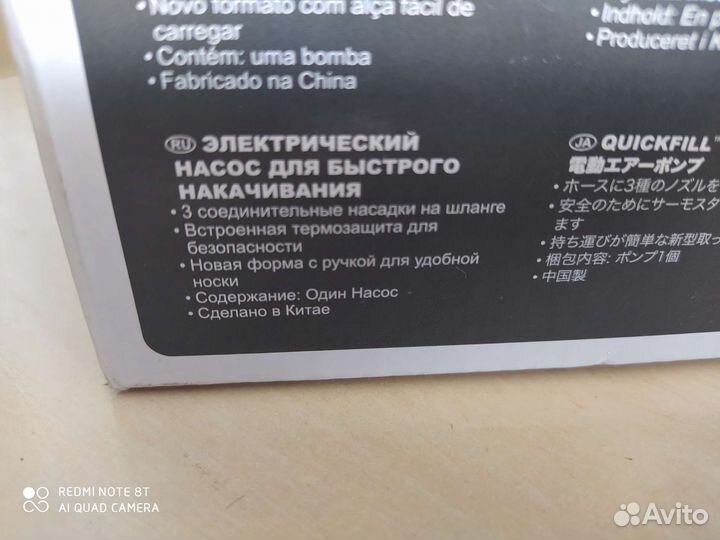 • Novo formato com alça fácil de
carregar
• Contém: uma bomba
• Fabricado na China
• Indhold: En
• Produceret i
RU ЭЛЕКТРИЧЕСКИЙ
НАСОС ДЛЯ БЫСТРОГО
НАКАЧИВАНИЯ
• 3 соединительные насадки на шланге
• Встроенная термозащита для
безопасности
• Новая форма с ручкой для удобной
носки
• Содержание: Один Насос
• Сделано в Китае
JA QUICKFILL™
電動エアーポンプ
• ホースに3種のノズルを
• 安全のためにサーモスタ
ます
• 持ち運びが簡単な新型取っ
• 梱包内容: ポンプ1個
• 中国製
REDMI NOTE 8T
AI QUAD CAMERA
Avito